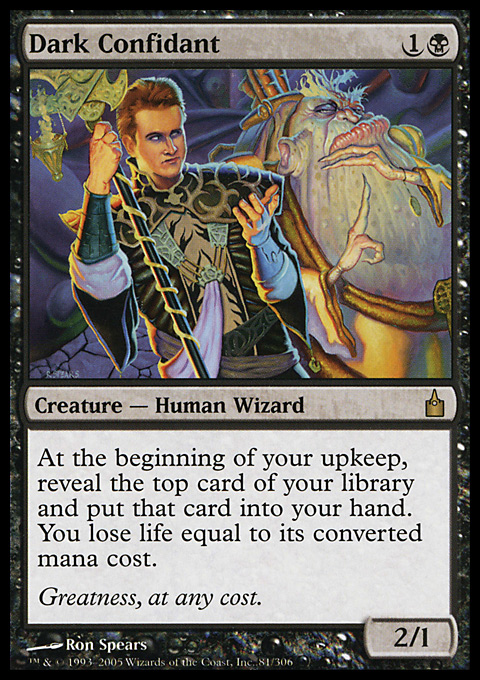 Dark Confidant 1
R.SPEARS
Creature — Human Wizard
At the beginning of your upkeep,
reveal the top card of your library
and put that card into your hand.
You lose life equal to its converted
mana cost.
Greatness, at any cost.
2/1
Ron Spears
™ & © 1993–2005 Wizards of the Coast, Inc. 81/306